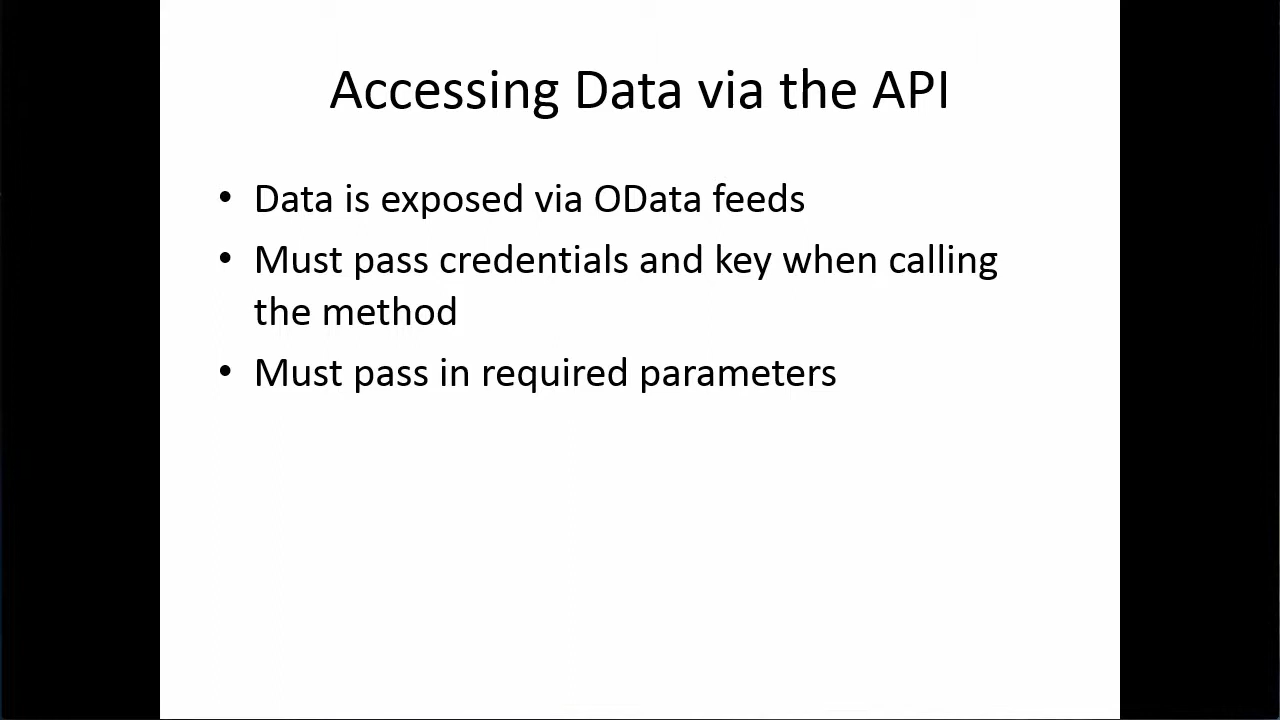 Accessing Data via the API
• Data is exposed via OData feeds
• Must pass credentials and key when calling
the method
• Must pass in required parameters